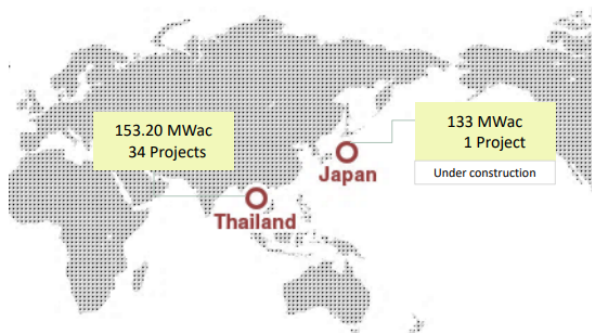 153.20 MWac
34 Projects
Thailand
133 MWac
1 Project
Under construction
Japan